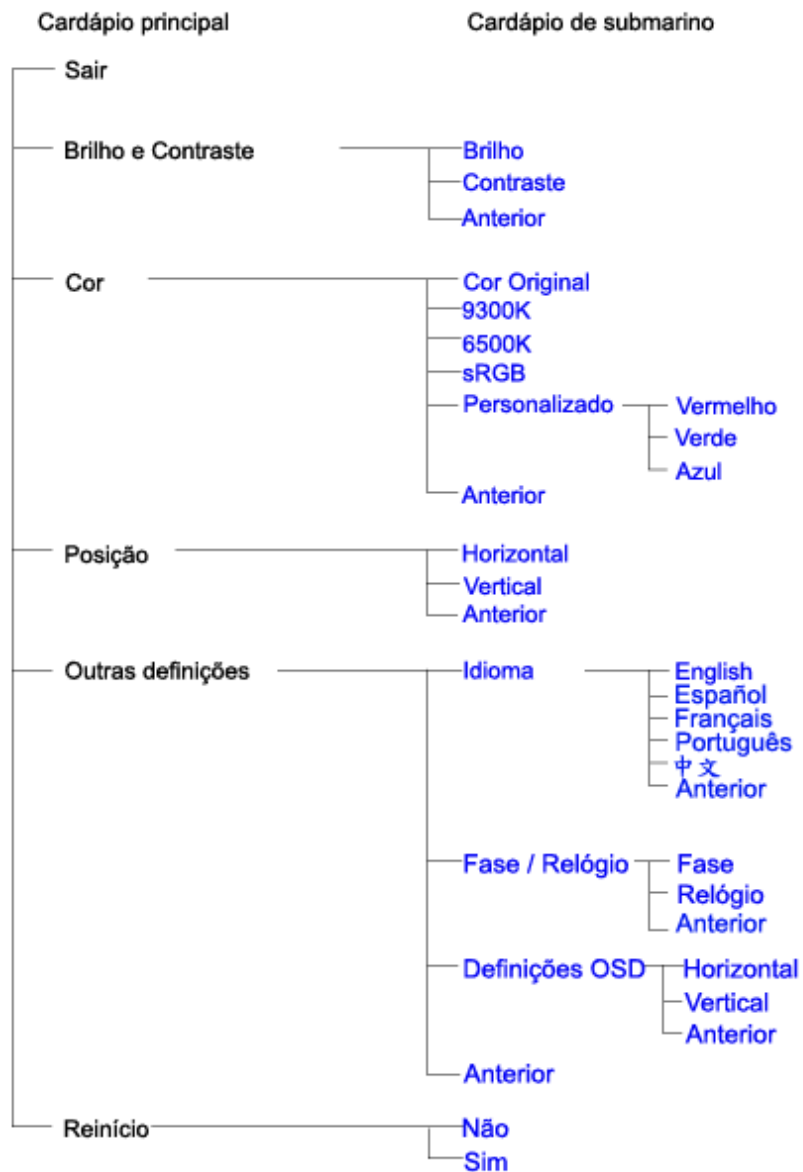 Cardápio principal Cardápio de submarino
Sair
Brilho e Contraste Brilho
Contraste
Anterior
Cor Cor Original
9300K
6500K
sRGB
Personalizado Vermelho
Verde
Azul
Anterior
Posição Horizontal
Vertical
Anterior
Outras definições Idioma English
Español
Français
Português
中文
Anterior
Fase / Relógio Fase
Relógio
Anterior
Definições OSD Horizontal
Vertical
Anterior
Anterior
Reinício Não
Sim